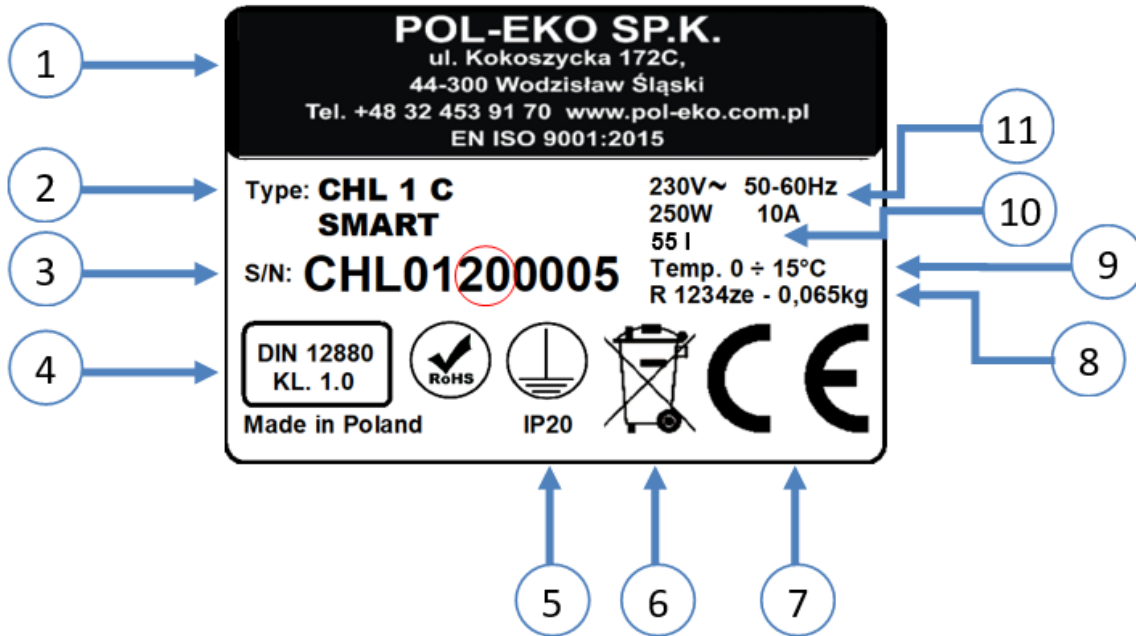 POL-EKO SP.K.
ul. Kokoszycka 172C,
44-300 Wodzisław Śląski
Tel. +48 32 453 91 70 www.pol-eko.com.pl
EN ISO 9001:2015
1
2
3
4
Type: CHL 1 C
SMART
S/N: CHL01200005
230V~ 50-60Hz
250W 10A
55 l
Temp. 0 ÷ 15°C
R 1234ze - 0,065kg
11
10
9
8
DIN 12880
KL. 1.0
RoHS
CE
Made in Poland
IP20
5
6
7